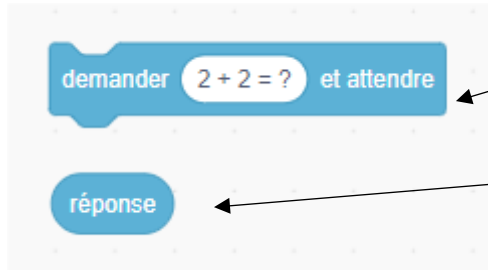 demander 2 + 2 = ? et attendre
réponse